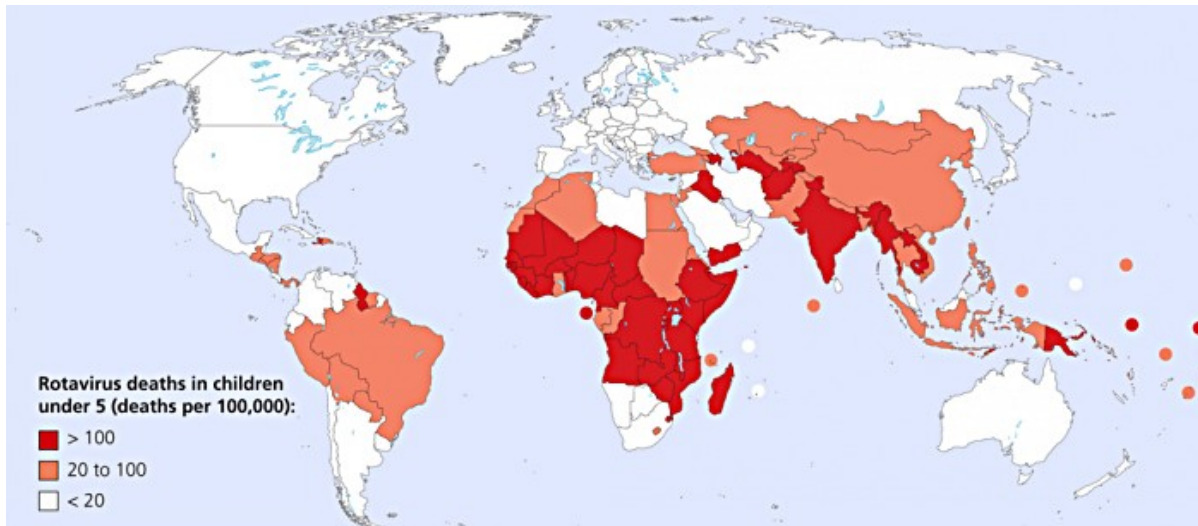 Rotavirus deaths in children
under 5 (deaths per 100,000):
> 100
20 to 100
< 20